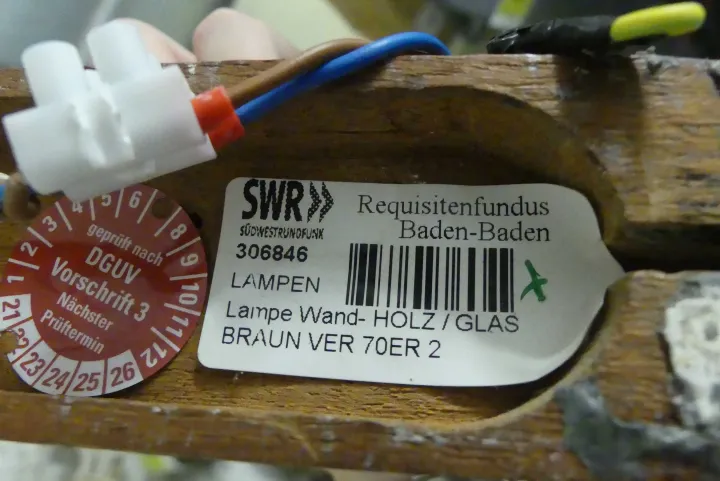 SWR
SÜDWESTRUNDFUNK
306846
Requisitenfundus
Baden-Baden
LAMPEN
Lampe Wand- HOLZ / GLAS
BRAUN VER 70ER 2
geprüft nach
DGUV
Vorschrift 3
Nächster
Prüftermin
1 2 3 4 5 6 7 8 9 10 11 12
21 22 23 24 25 26